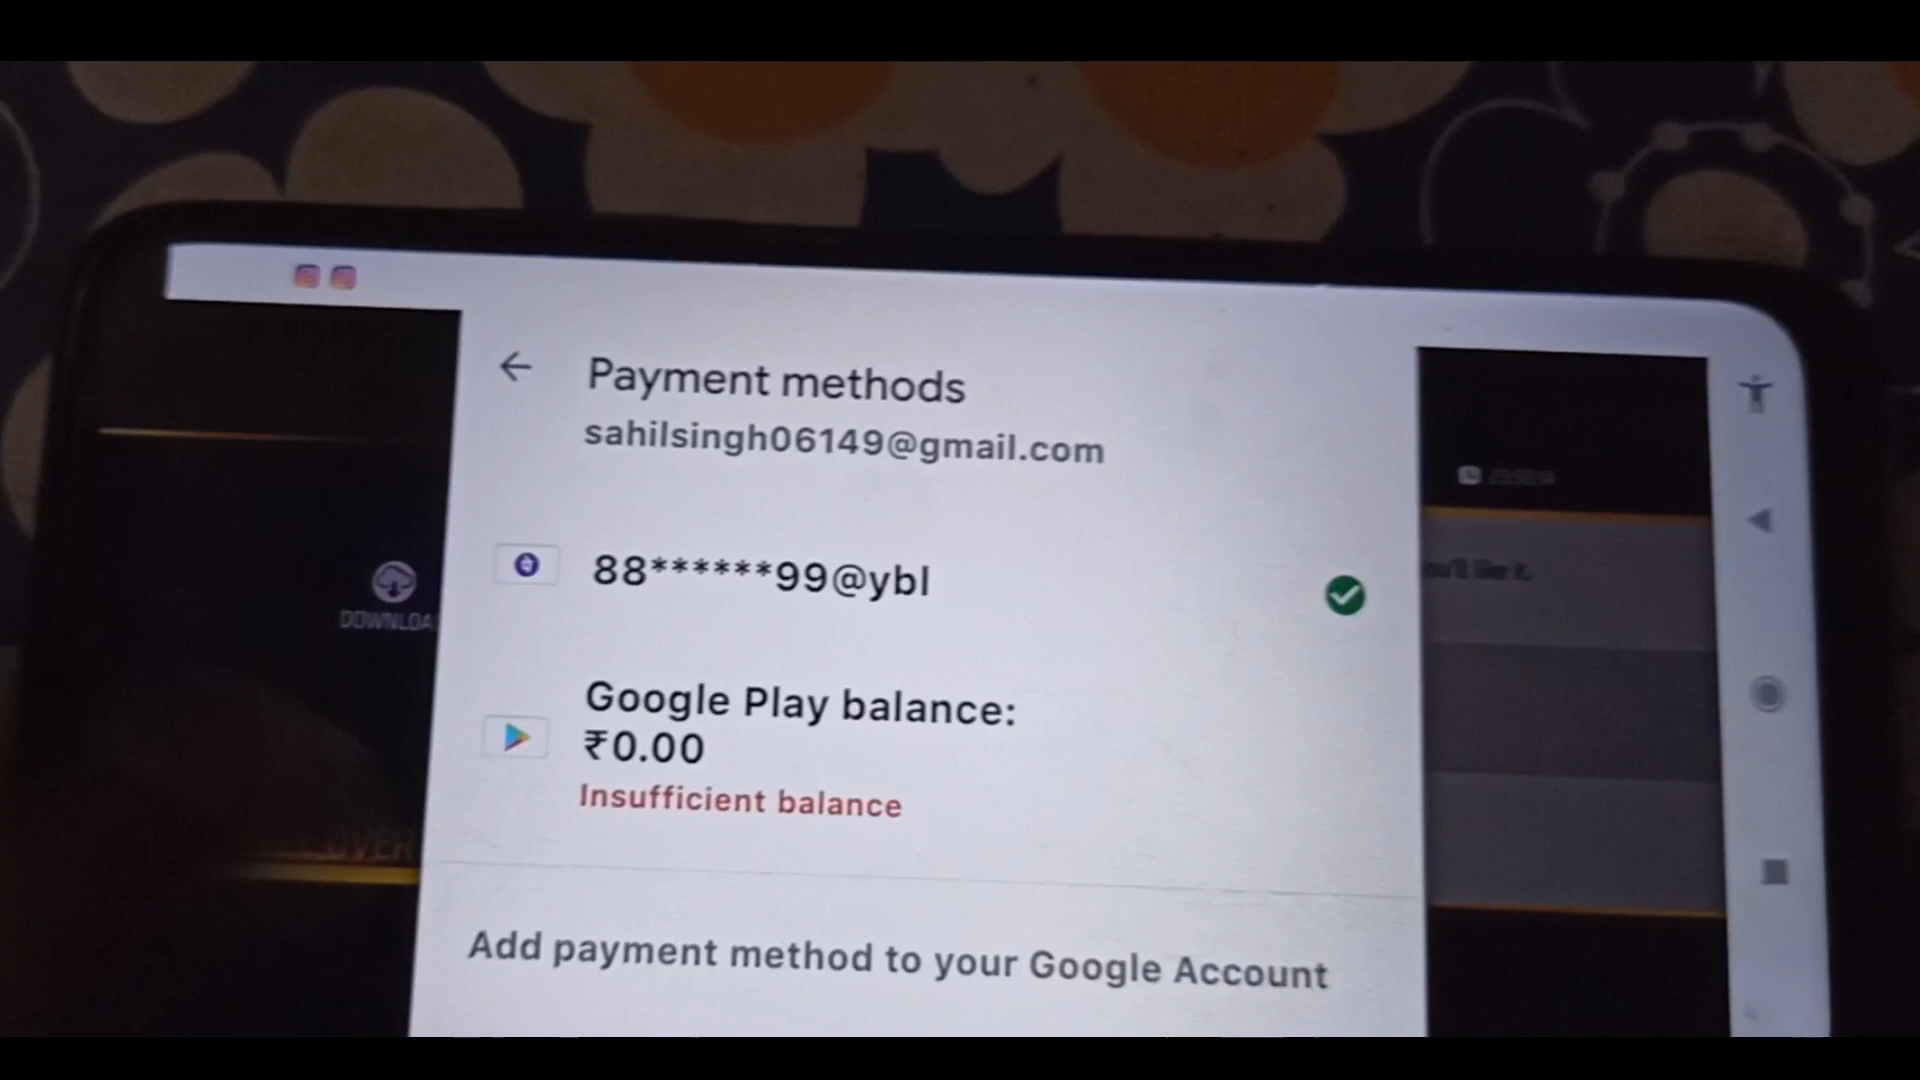 Payment methods
sahilsingh06149@gmail.com
88******99@ybl
Google Play balance:
₹0.00
Insufficient balance
Add payment method to your Google Account
DOWNLOA